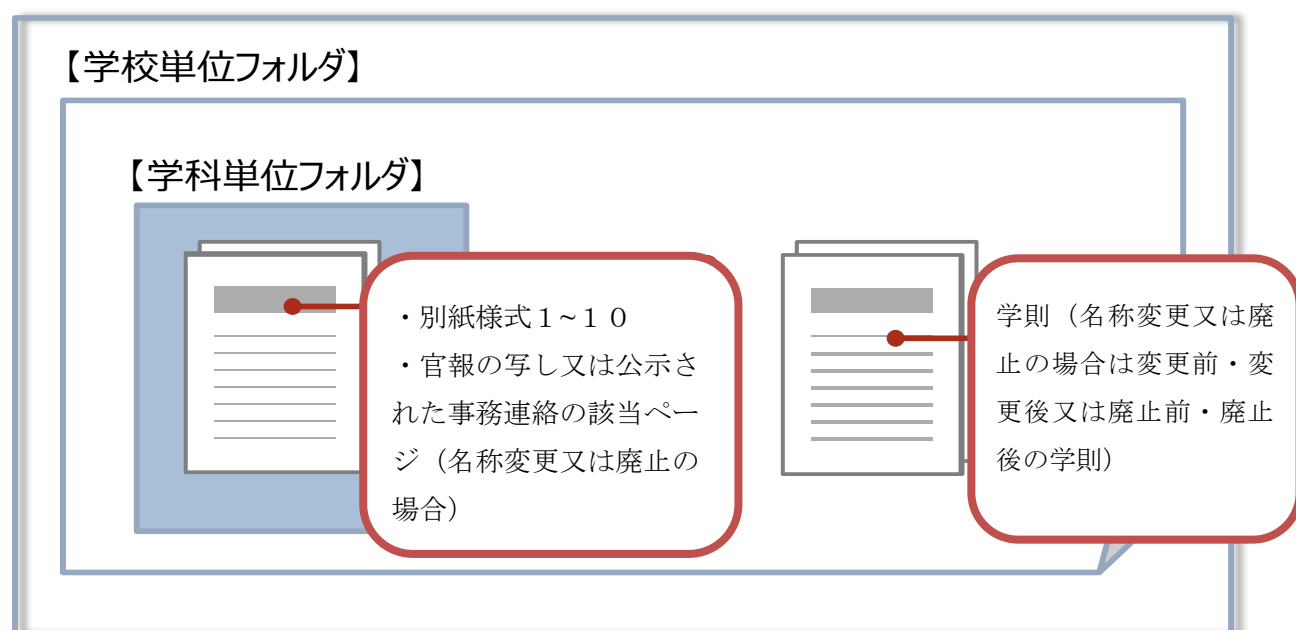 【学校単位フォルダ】
【学科単位フォルダ】
・別紙様式１~１０
・官報の写し又は公示さ
れた事務連絡の該当ペー
ジ（名称変更又は廃止の
場合）
学則（名称変更又は廃
止の場合は変更前・変
更後又は廃止前・廃止
後の学則）